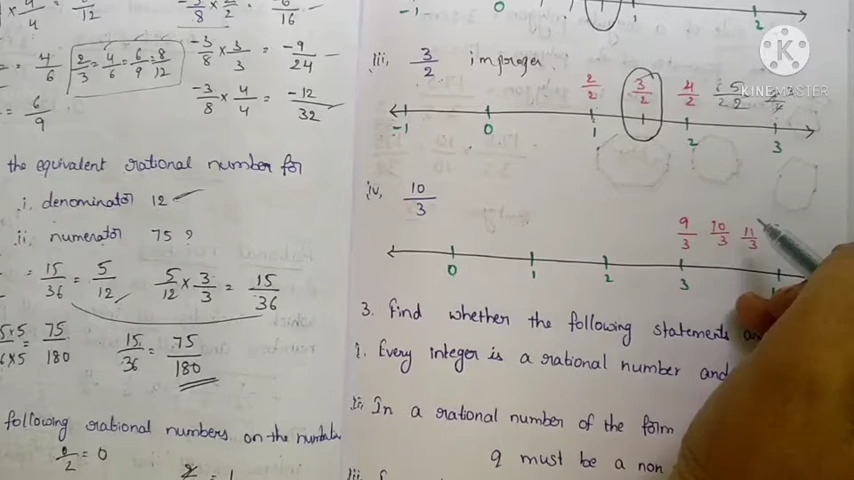 4/4 /12
4/6 2/3 = 4/6 = 6/9 = 8/12
= 6/9
-3/8 × 2/2 -6/16
-3/8 × 3/3 = -9/24
-3/8 × 4/4 = -12/32
the equivalent rational number for
i. denominator 12
ii. numerator 75 ?
= 15/36 = 5/12 5/12 × 3/3 = 15/36
5×5/6×5 = 75/180 15/36 = 75/180
following rational numbers on the
/2 = 0
-1 0 1 2
iii. 3/2 improper
2/2 3/2 4/2
-1 0 1 2 3
iv. 10/3
9/3 10/3 11/3
0 1 2 3
3. Find whether the following statements
i. Every integer is a rational number and
ii. In a rational number of the form
q must be a non
KINEMASTER